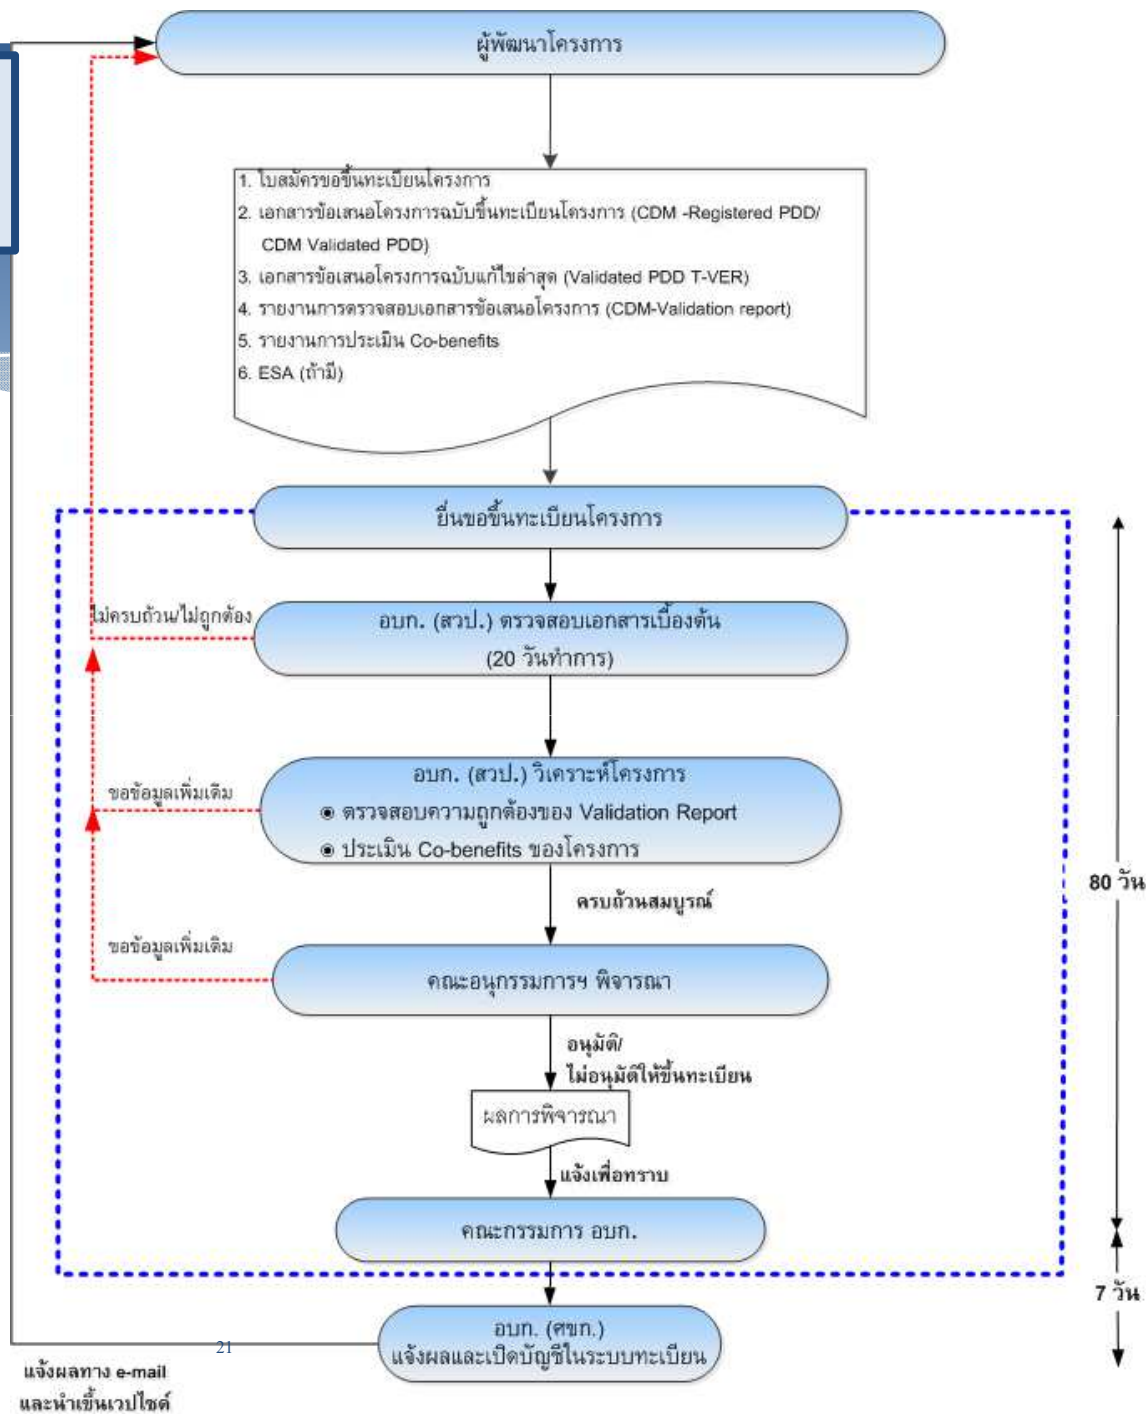 ผู้พัฒนาโครงการ
1. ใบสมัครขอขึ้นทะเบียนโครงการ
2. เอกสารข้อเสนอโครงการฉบับขึ้นทะเบียนโครงการ (CDM -Registered PDD/
CDM Validated PDD)
3. เอกสารข้อเสนอโครงการฉบับแก้ไขล่าสุด (Validated PDD T-VER)
4. รายงานการตรวจสอบเอกสารข้อเสนอโครงการ (CDM-Validation report)
5. รายงานการประเมิน Co-benefits
6. ESA (ถ้ามี)
ยื่นขอขึ้นทะเบียนโครงการ
ไม่ครบถ้วน/ไม่ถูกต้อง
อบก. (สวป.) ตรวจสอบเอกสารเบื้องต้น
(20 วันทำการ)
ขอข้อมูลเพิ่มเติม
อบก. (สวป.) วิเคราะห์โครงการ
◉ ตรวจสอบความถูกต้องของ Validation Report
◉ ประเมิน Co-benefits ของโครงการ
80 วัน
ครบถ้วนสมบูรณ์
ขอข้อมูลเพิ่มเติม
คณะอนุกรรมการฯ พิจารณา
อนุมัติ/
ไม่อนุมัติให้ขึ้นทะเบียน
ผลการพิจารณา
แจ้งเพื่อทราบ
คณะกรรมการ อบก.
7 วัน
อบก. (ศขก.)
แจ้งผลและเปิดบัญชีในระบบทะเบียน
21
แจ้งผลทาง e-mail
และนำเขึ้นเวปไซด์